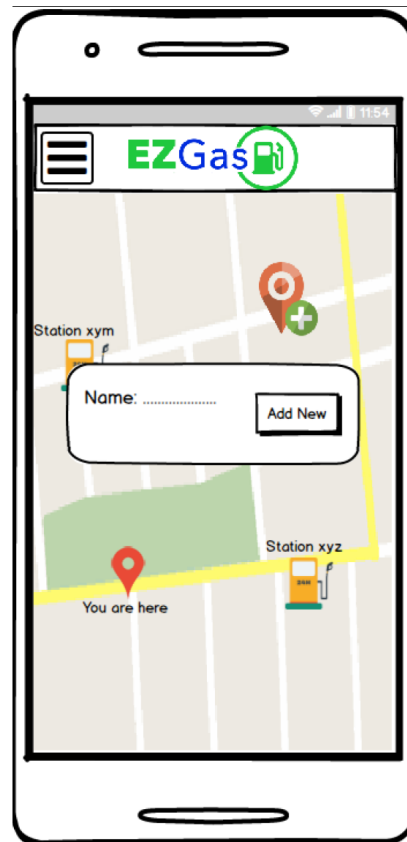 11:54
EZGas
Station xym
Name: ....................
Add New
Station xyz
You are here